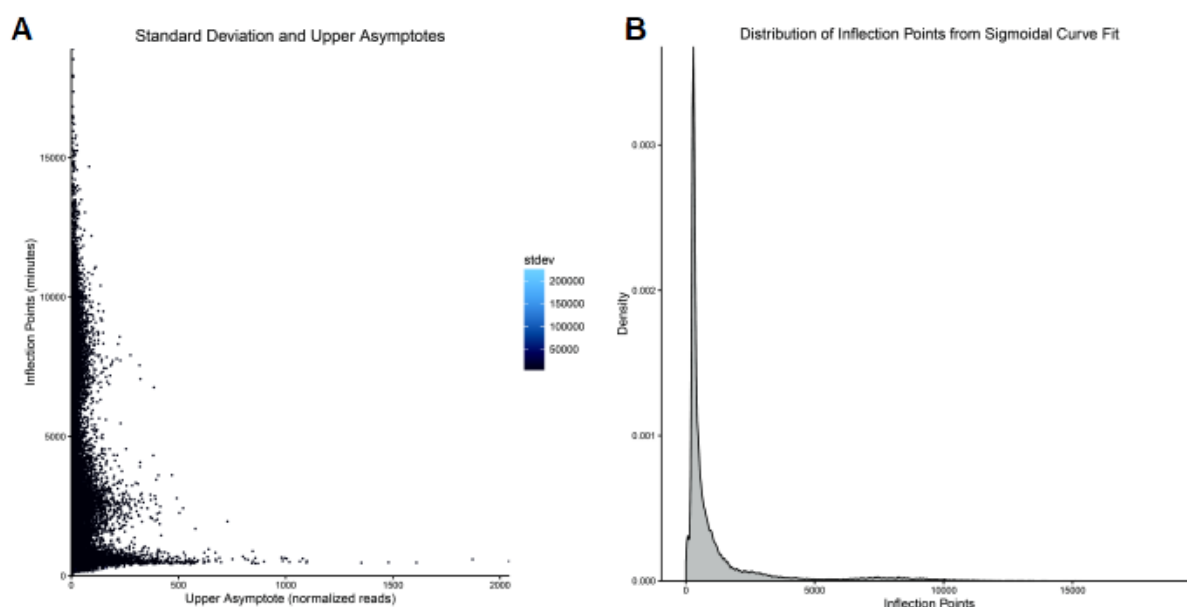 A
Standard Deviation and Upper Asymptotes
Inflection Points (minutes)
15000
10000
5000
0
0
500
1000
1500
2000
Upper Asymptote (normalized reads)
stdev
200000
150000
100000
50000
B
Distribution of Inflection Points from Sigmoidal Curve Fit
Density
0.003
0.002
0.001
0.000
0
5000
10000
15000
Inflection Points